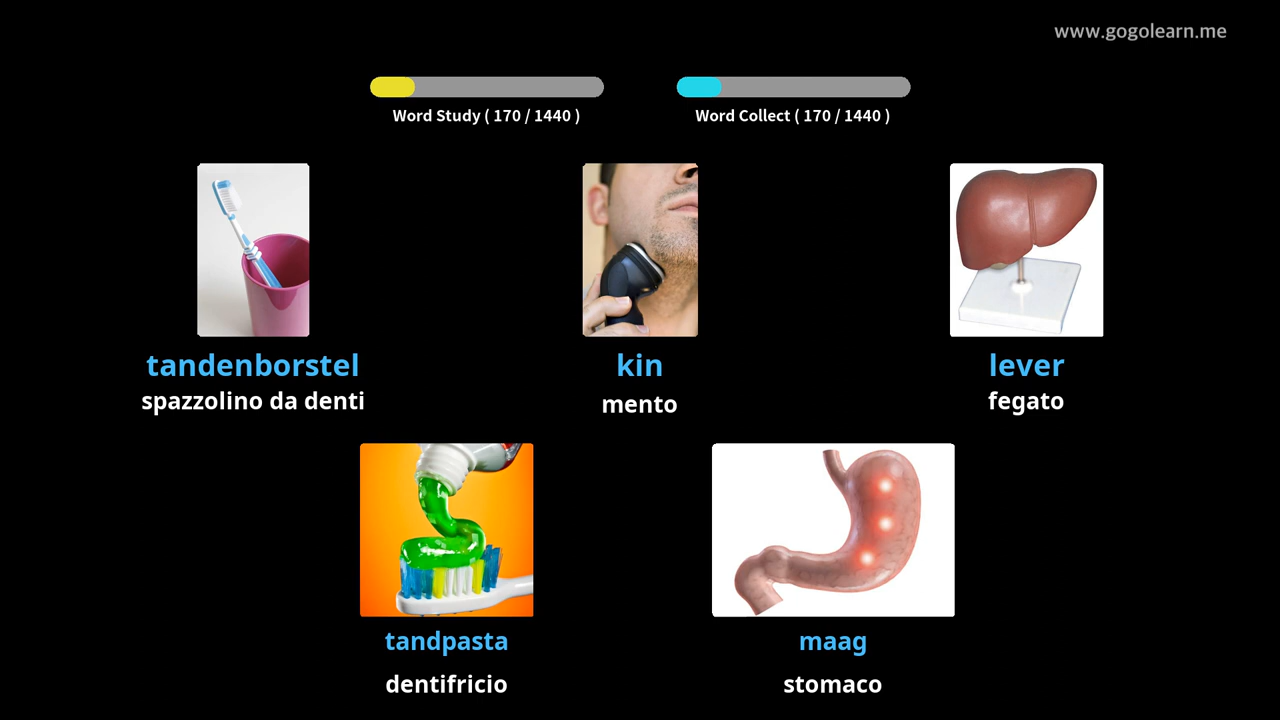 www.gogolearn.me
Word Study ( 170 / 1440 )
Word Collect ( 170 / 1440 )
tandenborstel
spazzolino da denti
kin
mento
lever
fegato
tandpasta
dentifricio
maag
stomaco